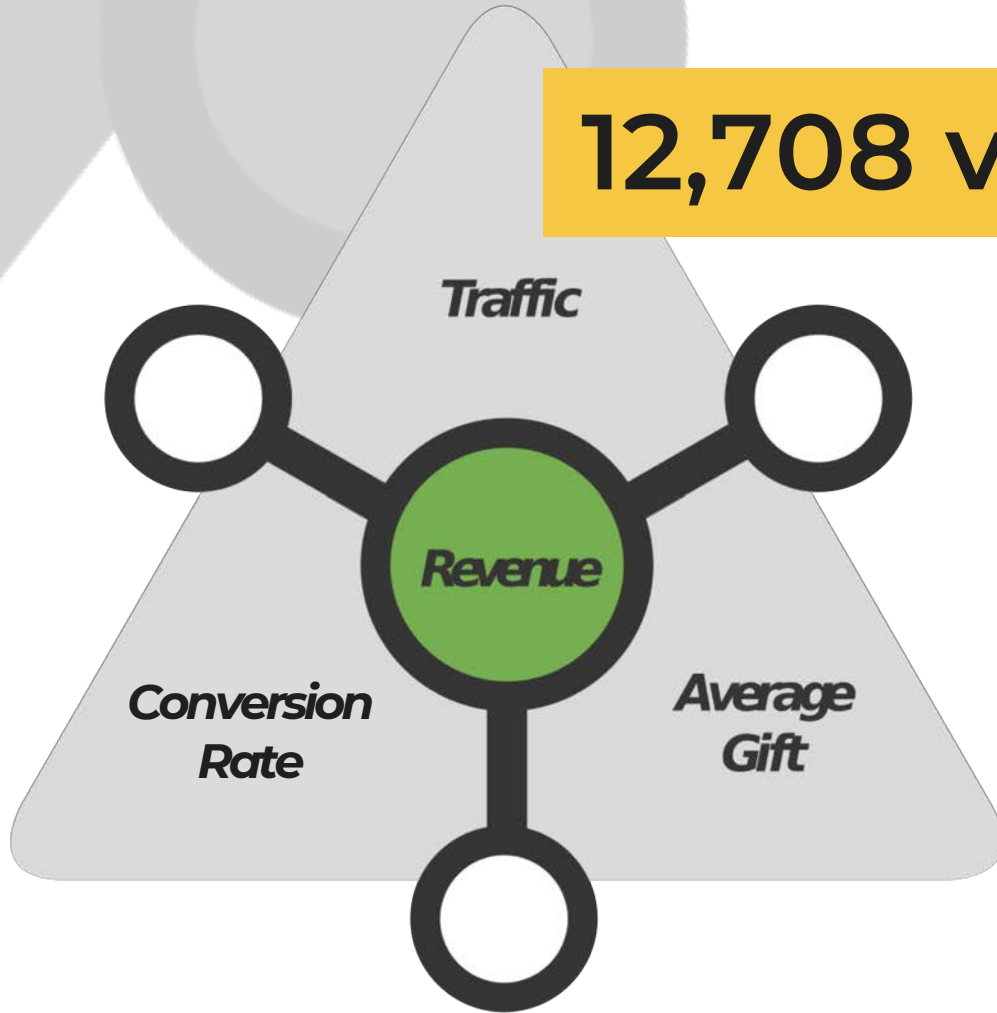 12,708 v
Traffic
Revenue
Conversion
Rate
Average
Gift